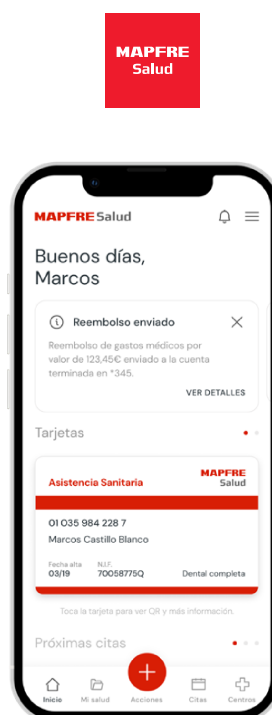 MAPFRE
Salud
MAPFRE Salud
Buenos días,
Marcos
Reembolso enviado
Reembolso de gastos médicos por
valor de 123,45€ enviado a la cuenta
terminada en *345.
VER DETALLES
Tarjetas
Asistencia Sanitaria
MAPFRE
Salud
01 035 984 228 7
Marcos Castillo Blanco
Fecha alta N.I.F.
03/19 70058775Q Dental completa
Toca la tarjeta para ver QR y más información.
Próximas citas
Inicio Mi salud Acciones Citas Centros